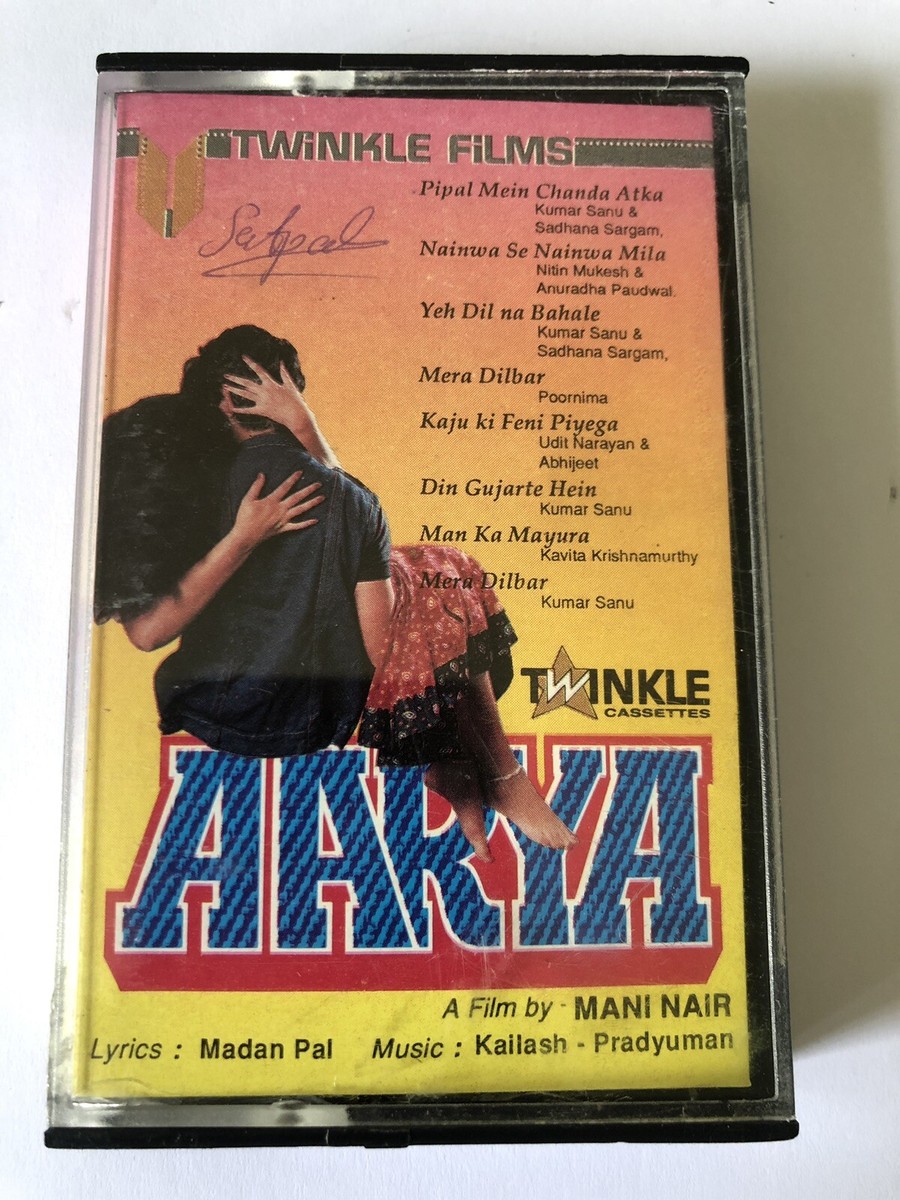 TWiNKLE FiLMS
Satpal
Pipal Mein Chanda Atka
Kumar Sanu &
Sadhana Sargam,
Nainwa Se Nainwa Mila
Nitin Mukesh &
Anuradha Paudwal,
Yeh Dil na Bahale
Kumar Sanu &
Sadhana Sargam,
Mera Dilbar
Poornima
Kaju ki Feni Piyega
Udit Narayan &
Abhijeet
Din Gujarte Hein
Kumar Sanu
Man Ka Mayura
Kavita Krishnamurthy
Mera Dilbar
Kumar Sanu
TWINKLE
CASSETTES
AARYA
A Film by - MANI NAIR
Lyrics : Madan Pal Music : Kailash - Pradyuman